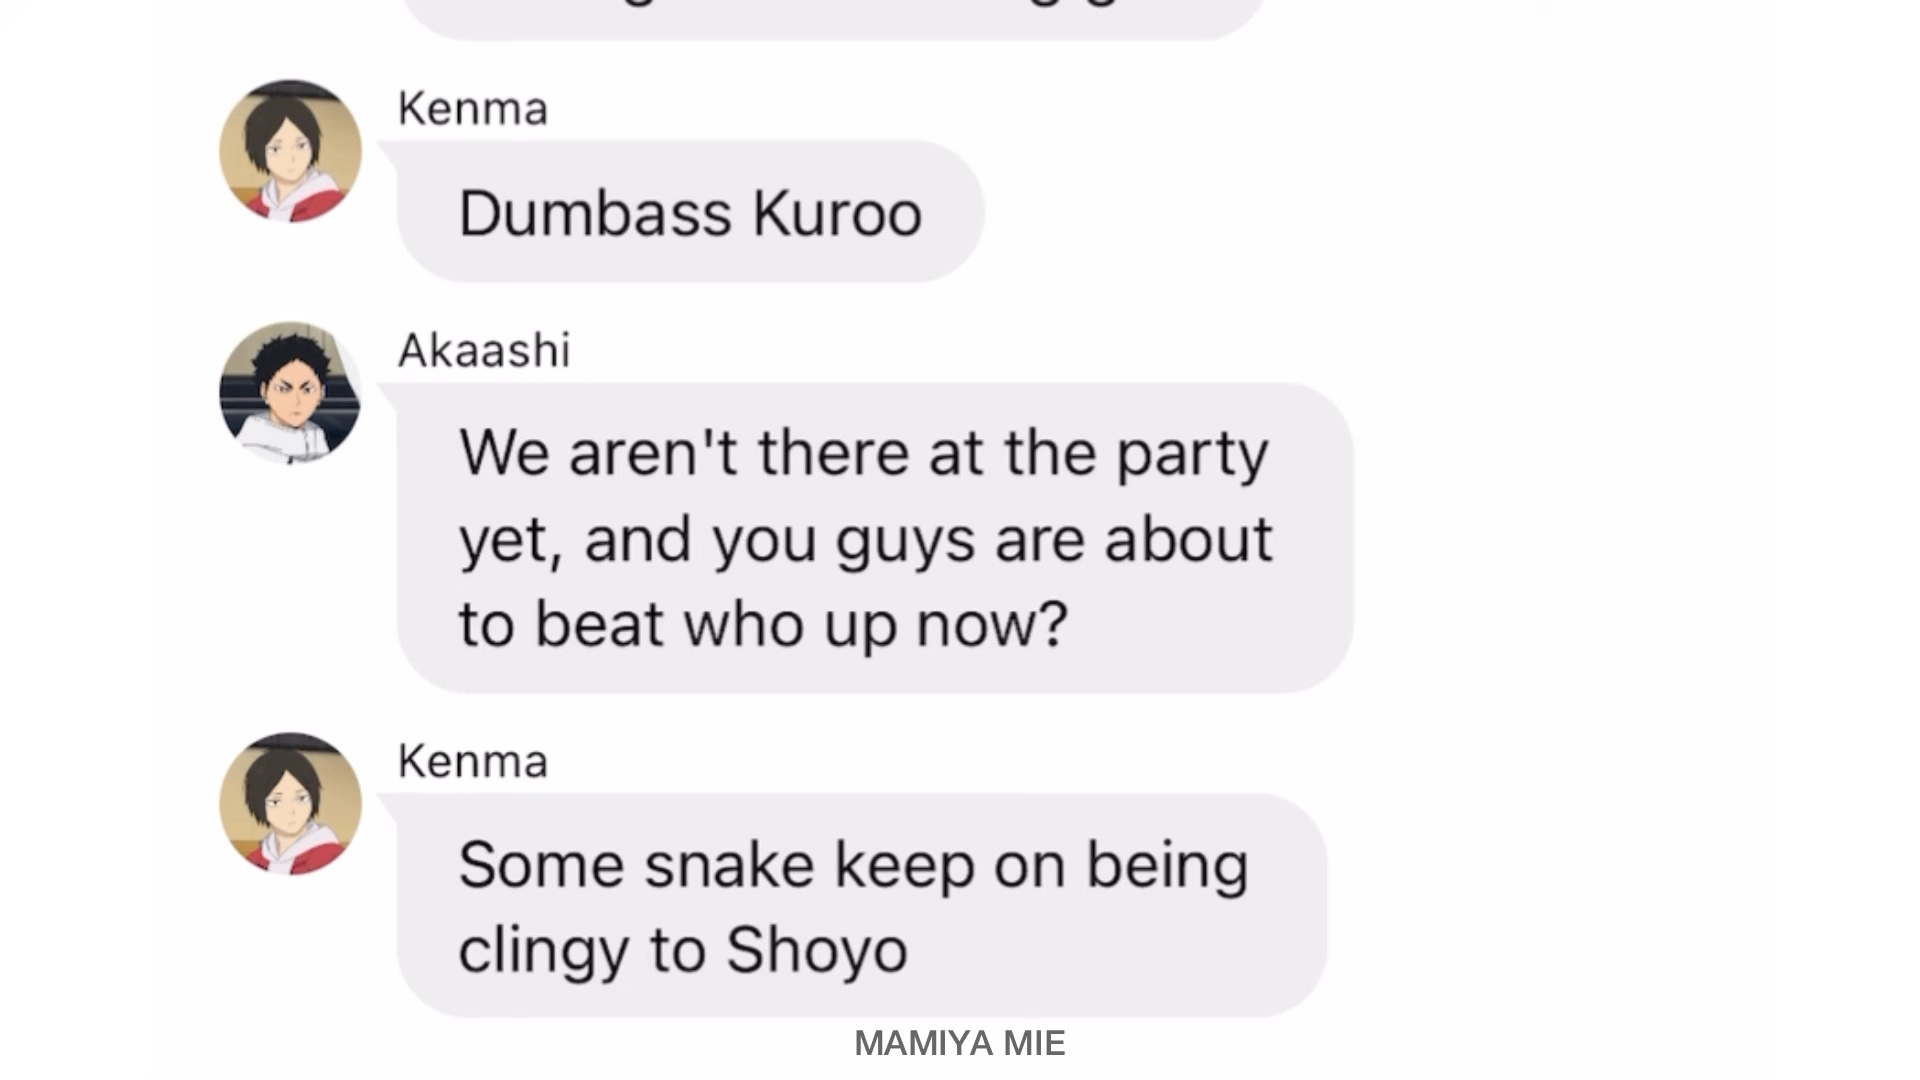 Kenma
Dumbass Kuroo
Akaashi
We aren't there at the party
yet, and you guys are about
to beat who up now?
Kenma
Some snake keep on being
clingy to Shoyo
MAMIYA MIE